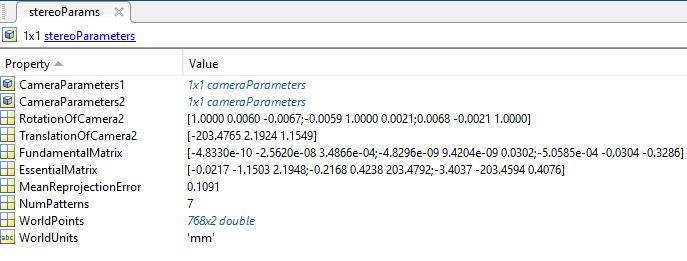 stereoParams
1x1 stereoParameters
Property Value
CameraParameters1 1x1 cameraParameters
CameraParameters2 1x1 cameraParameters
RotationOfCamera2 [1.0000 0.0060 -0.0067;-0.0059 1.0000 0.0021;0.0068 -0.0021 1.0000]
TranslationOfCamera2 [-203.4765 2.1924 1.1549]
FundamentalMatrix [-4.8330e-10 -2.5620e-08 3.4866e-04;-4.8296e-09 9.4204e-09 0.0302;-5.0585e-04 -0.0304 -0.3286]
EssentialMatrix [-0.0217 -1.1503 2.1948;-0.2168 0.4238 203.4792;-3.4037 -203.4594 0.4076]
MeanReprojectionError 0.1091
NumPatterns 7
WorldPoints 768x2 double
abc WorldUnits 'mm'